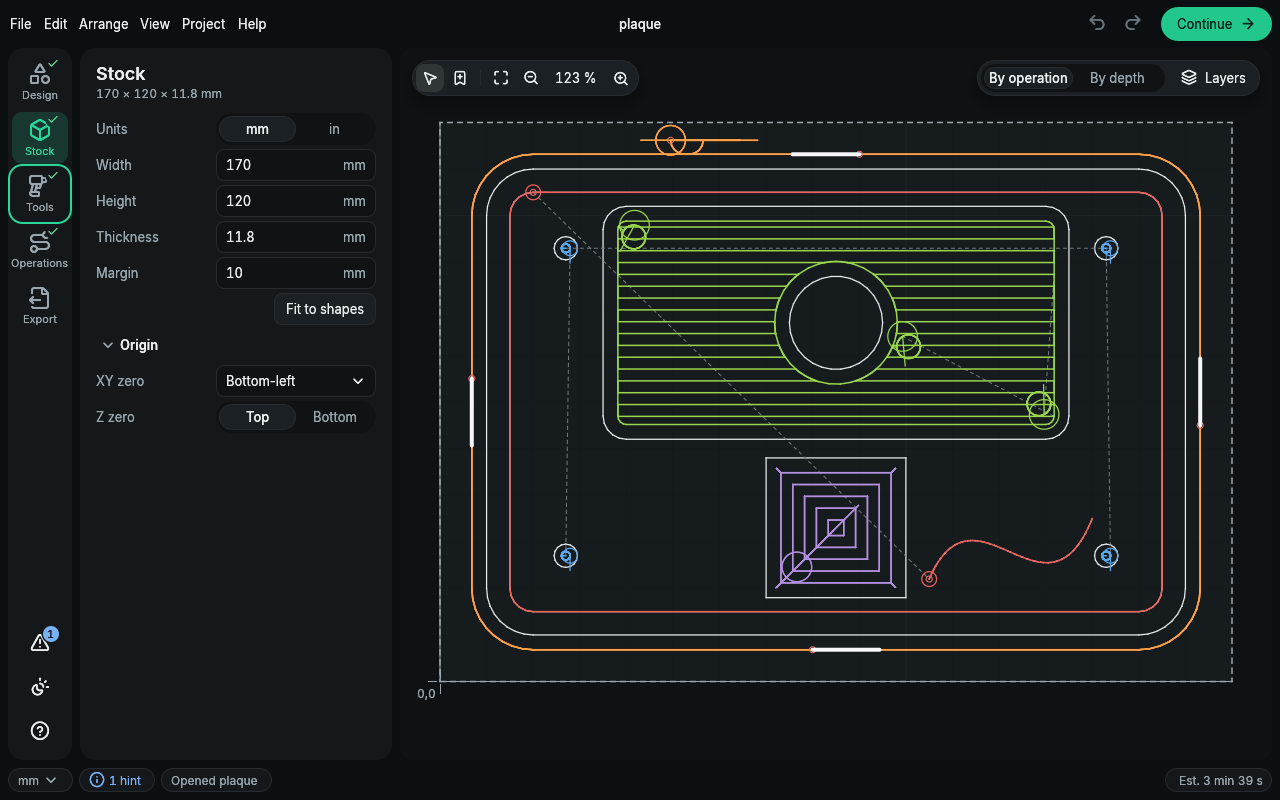 File Edit Arrange View Project Help
plaque
Continue
Design
Stock
Tools
Operations
Export
1
Stock
170 × 120 × 11.8 mm
Units mm in
Width 170 mm
Height 120 mm
Thickness 11.8 mm
Margin 10 mm
Fit to shapes
Origin
XY zero Bottom-left
Z zero Top Bottom
123 %
By operation By depth Layers
0,0
mm 1 hint Opened plaque Est. 3 min 39 s